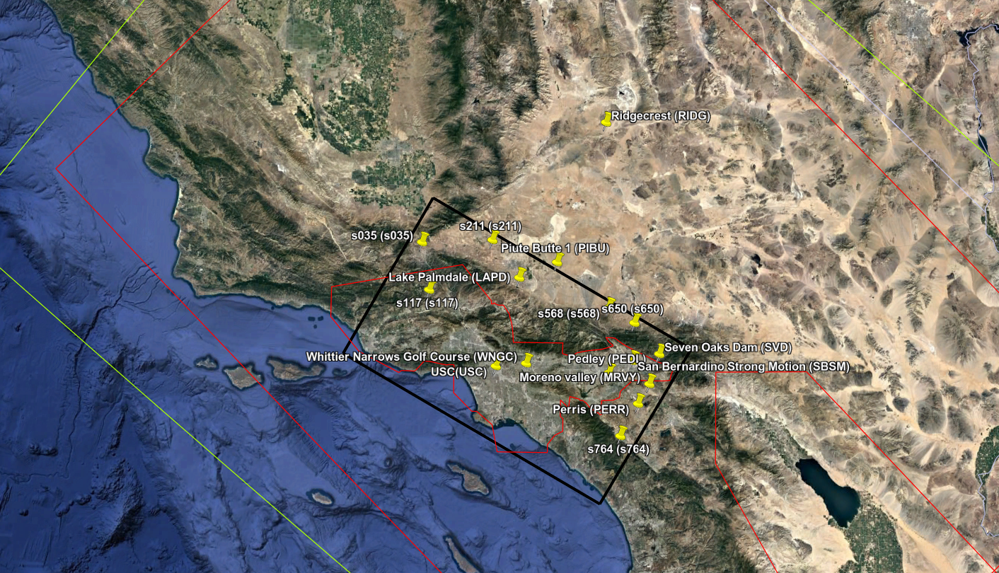 Ridgecrest (RIDG)
s211 (s211)
s035 (s035)
Piute Butte 1 (PIBU)
Lake Palmdale (LAPD)
s117 (s117)
s568 (s568)
s650 (s650)
Seven Oaks Dam (SVD)
Whittier Narrows Golf Course (WNGC)
Pedley (PEDL)
San Bernardino Strong Motion (SBSM)
USC(USC)
Moreno valley (MRVY)
Perris (PERR)
s764 (s764)